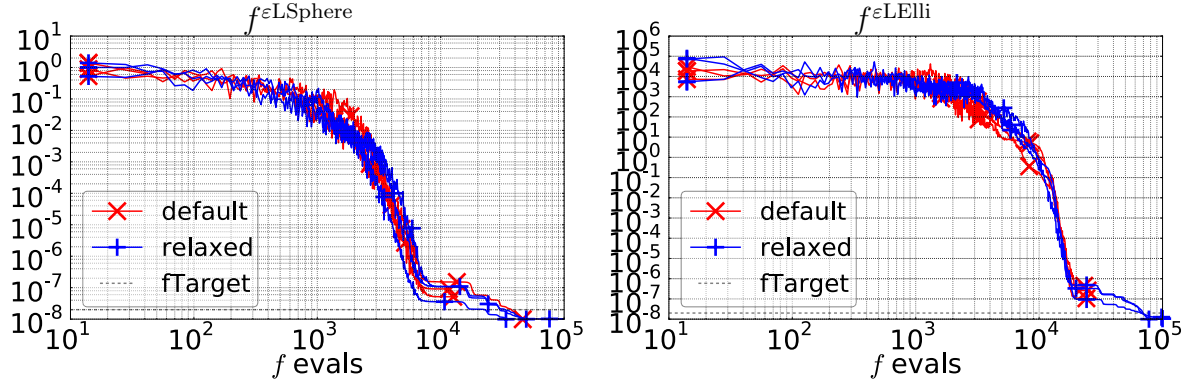 f^{εLSphere}
10^1
10^0
10^{-1}
10^{-2}
10^{-3}
10^{-4}
10^{-5}
10^{-6}
10^{-7}
10^{-8}
default
relaxed
fTarget
10^1 10^2 10^3 10^4 10^5
f evals
f^{εLElli}
10^6
10^5
10^4
10^3
10^2
10^1
10^0
10^{-1}
10^{-2}
10^{-3}
10^{-4}
10^{-5}
10^{-6}
10^{-7}
10^{-8}
default
relaxed
fTarget
10^1 10^2 10^3 10^4 10^5
f evals